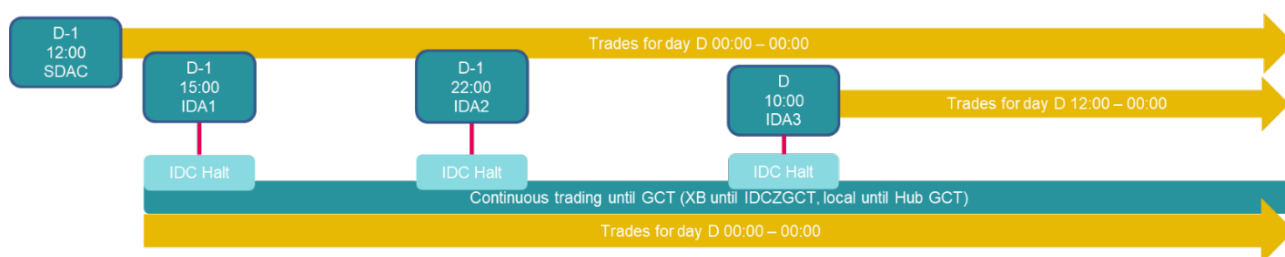 D-1
12:00
SDAC
Trades for day D 00:00 – 00:00
D-1
15:00
IDA1
D-1
22:00
IDA2
D
10:00
IDA3
Trades for day D 12:00 – 00:00
IDC Halt
IDC Halt
IDC Halt
Continuous trading until GCT (XB until IDCZGCT, local until Hub GCT)
Trades for day D 00:00 – 00:00